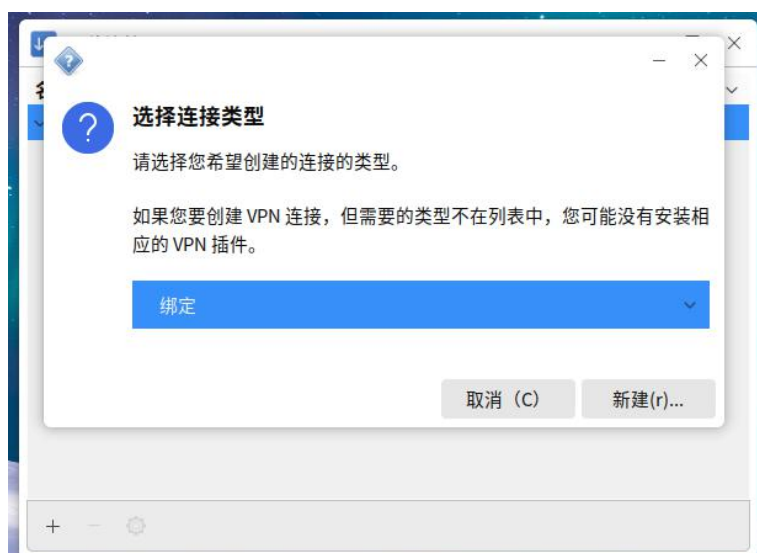 选择连接类型
请选择您希望创建的连接的类型。
如果您要创建 VPN 连接，但需要的类型不在列表中，您可能没有安装相
应的 VPN 插件。
绑定
取消（C）
新建(r)...